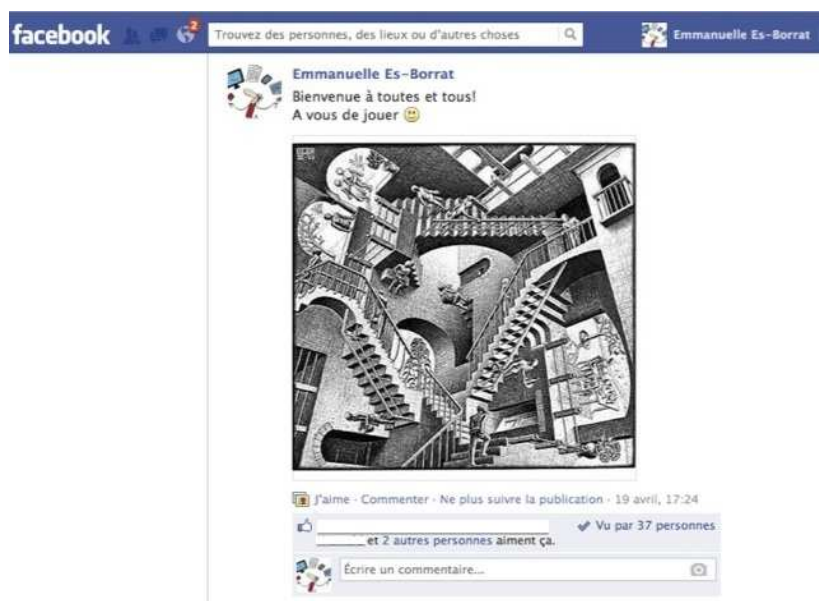 facebook
2
Trouvez des personnes, des lieux ou d'autres choses
Emmanuelle Es-Borrat
Emmanuelle Es-Borrat
Bienvenue à toutes et tous!
A vous de jouer
J'aime · Commenter · Ne plus suivre la publication · 19 avril, 17:24
Vu par 37 personnes
et 2 autres personnes aiment ça.
Écrire un commentaire...